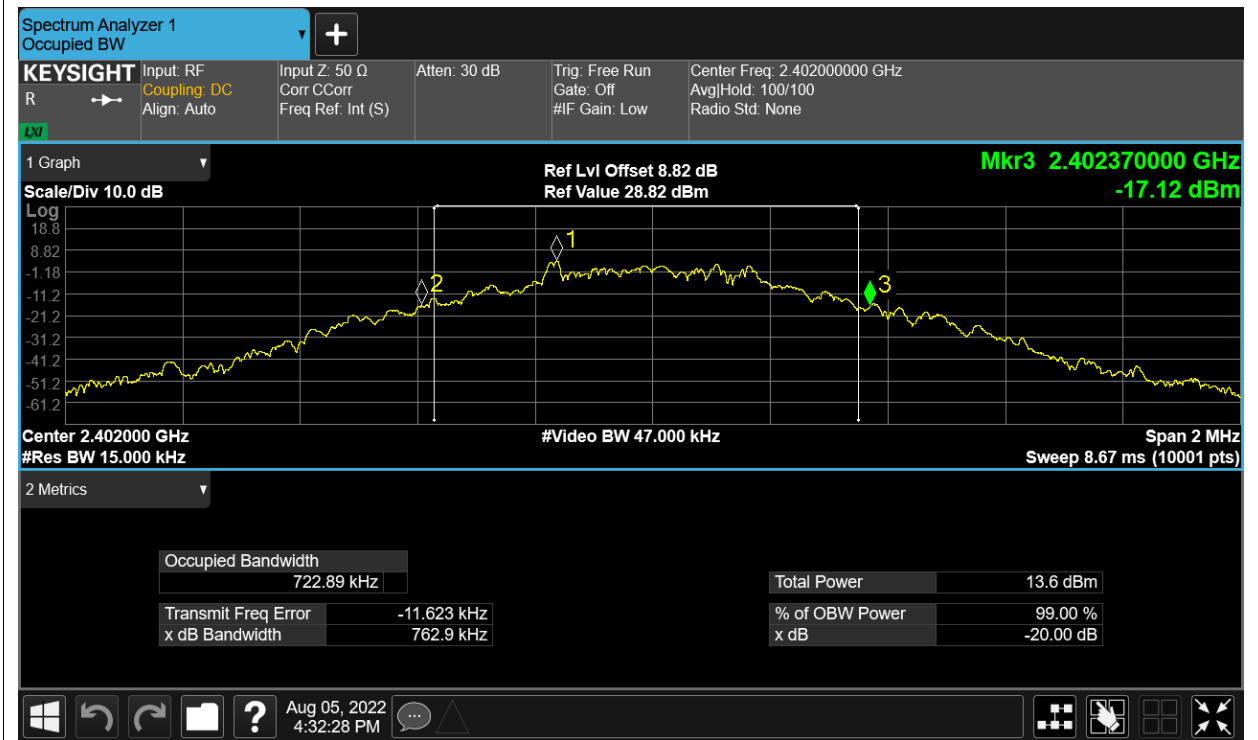 Spectrum Analyzer 1
Occupied BW
KEYSIGHT
R
LXI
Input: RF
Coupling: DC
Align: Auto
Input Z: 50 Ω
Corr CCorr
Freq Ref: Int (S)
Atten: 30 dB
Trig: Free Run
Gate: Off
#IF Gain: Low
Center Freq: 2.402000000 GHz
Avg|Hold: 100/100
Radio Std: None
1 Graph
Scale/Div 10.0 dB
Ref Lvl Offset 8.82 dB
Ref Value 28.82 dBm
Mkr3 2.402370000 GHz
-17.12 dBm
Log
18.8
8.82
-1.18
-11.2
-21.2
-31.2
-41.2
-51.2
-61.2
1
2
3
Center 2.402000 GHz
#Video BW 47.000 kHz
Span 2 MHz
#Res BW 15.000 kHz
Sweep 8.67 ms (10001 pts)
2 Metrics
Occupied Bandwidth
722.89 kHz
Transmit Freq Error -11.623 kHz
x dB Bandwidth 762.9 kHz
Total Power 13.6 dBm
% of OBW Power 99.00 %
x dB -20.00 dB
?
Aug 05, 2022
4:32:28 PM